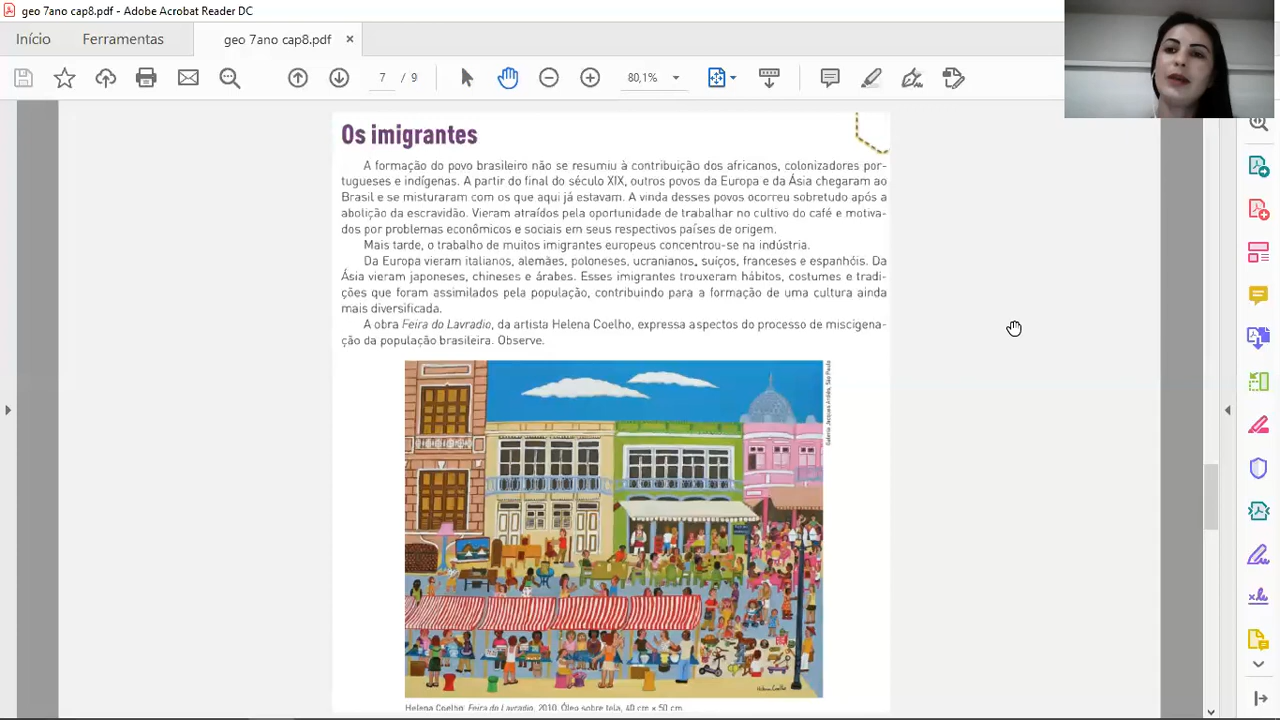 geo 7ano cap8.pdf - Adobe Acrobat Reader DC
Início
Ferramentas
geo 7ano cap8.pdf
7 / 9
80,1%
Os imigrantes
A formação do povo brasileiro não se resumiu à contribuição dos africanos, colonizadores por-
tugueses e indígenas. A partir do final do século XIX, outros povos da Europa e da Ásia chegaram ao
Brasil e se misturaram com os que aqui já estavam. A vinda desses povos ocorreu sobretudo após a
abolição da escravidão. Vieram atraídos pela oportunidade de trabalhar no cultivo do café e motiva-
dos por problemas econômicos e sociais em seus respectivos países de origem.
Mais tarde, o trabalho de muitos imigrantes europeus concentrou-se na indústria.
Da Europa vieram italianos, alemães, poloneses, ucranianos, suíços, franceses e espanhóis. Da
Ásia vieram japoneses, chineses e árabes. Esses imigrantes trouxeram hábitos, costumes e tradi-
ções que foram assimilados pela população, contribuindo para a formação de uma cultura ainda
mais diversificada.
A obra Feira do Lavradio, da artista Helena Coelho, expressa aspectos do processo de miscigena-
ção da população brasileira. Observe.
Galeria Jacques Ardiès, São Paulo
Helena Coelho
Helena Coelho. Feira do Lavradio, 2010. Óleo sobre tela, 40 cm × 50 cm